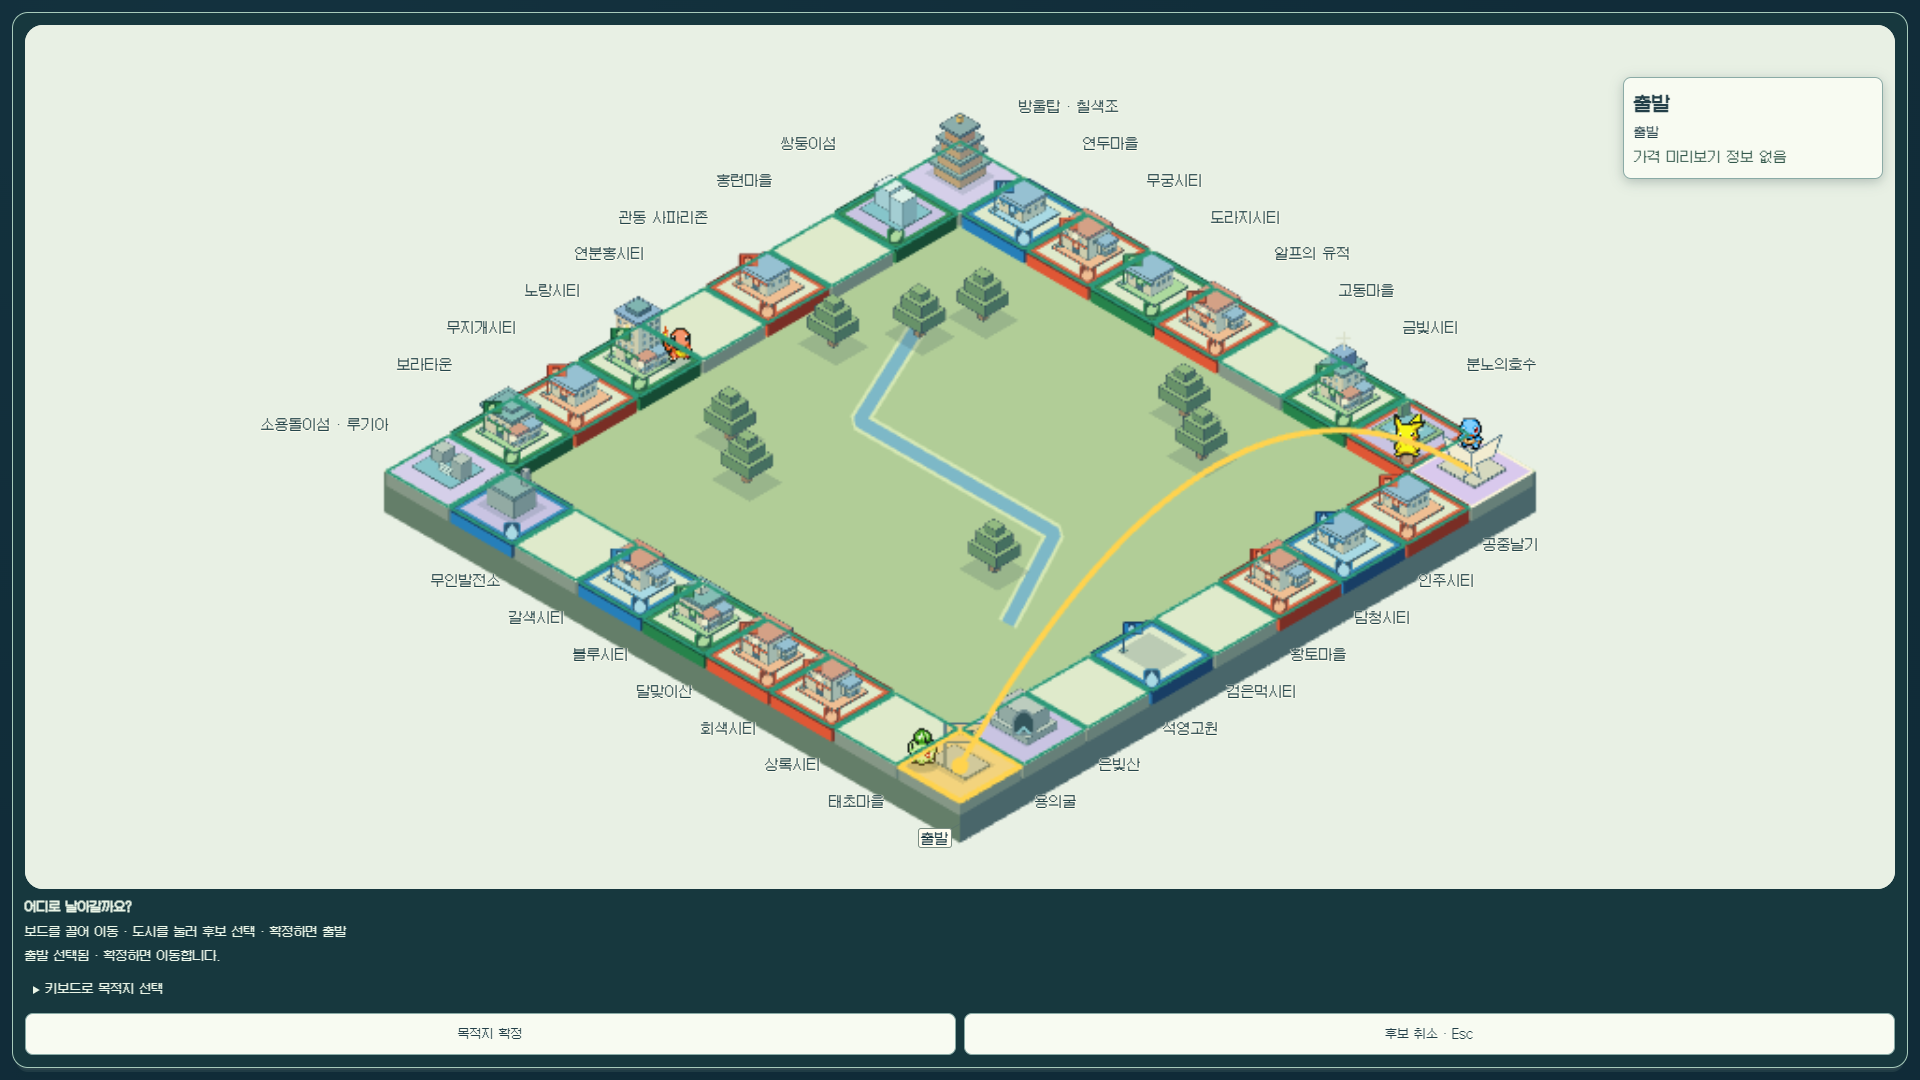 방울탑 · 칠색조
쌍둥이섬
연두마을
홍련마을
무궁시티
관동 사파리존
도라지시티
연분홍시티
알프의 유적
노랑시티
고동마을
무지개시티
금빛시티
보라타운
분노의호수
소용돌이섬 · 루기아
공중날기
무인발전소
인주시티
갈색시티
담청시티
블루시티
황토마을
달맞이산
검은먹시티
회색시티
석영고원
상록시티
은빛산
태초마을
용의굴
출발
출발
출발
가격 미리보기 정보 없음
어디로 날아갈까요?
보드를 끌어 이동 · 도시를 눌러 후보 선택 · 확정하면 출발
출발 선택됨 · 확정하면 이동합니다.
▸ 키보드로 목적지 선택
목적지 확정
후보 취소 · Esc